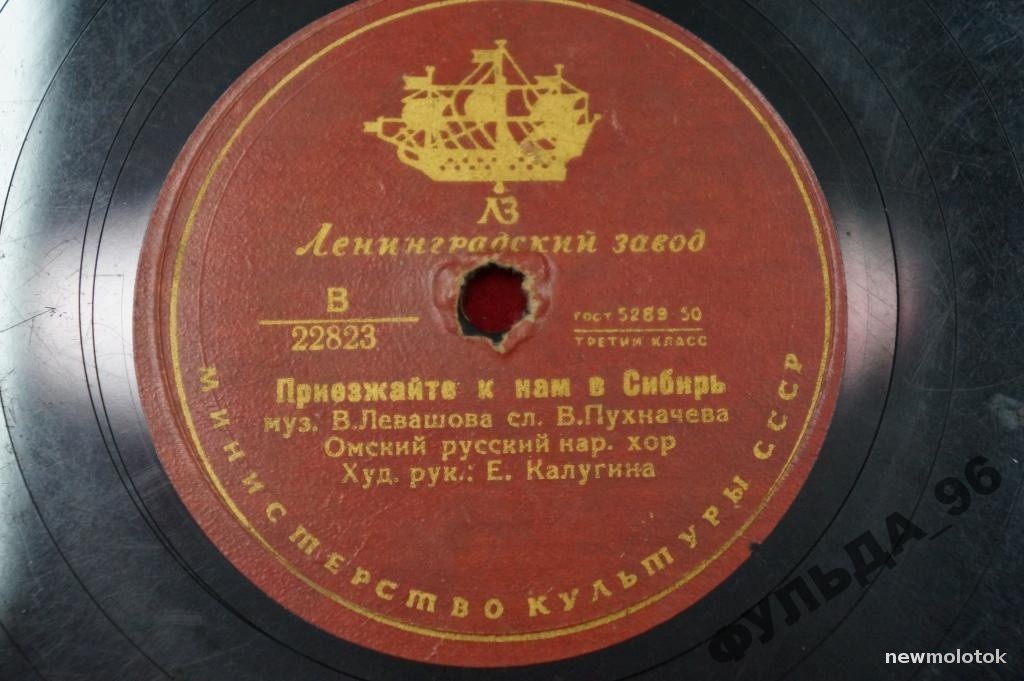 ЛЗ
Ленинградский завод
В
22823
ГОСТ 5289-50
ТРЕТИЙ КЛАСС
Приезжайте к нам в Сибирь
муз. В.Левашова сл. В.Пухначева
Омский русский нар. хор
Худ. рук.: Е. Калугина
МИНИСТЕРСТВО КУЛЬТУРЫ СССР
ФУЛЬДА_96
newmolotok